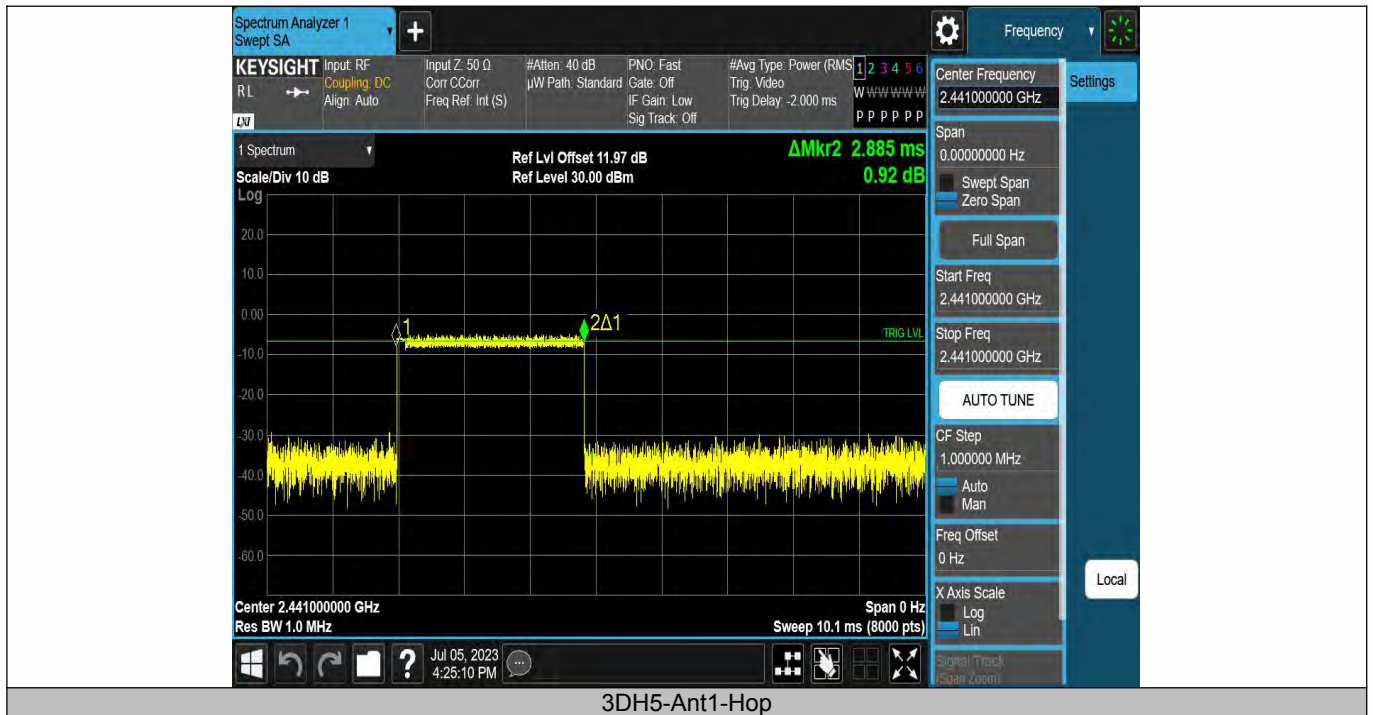 Spectrum Analyzer 1
Swept SA
+
Frequency
KEYSIGHT
RL
LXI
Input: RF
Coupling: DC
Align: Auto
Input Z: 50 Ω
Corr CCorr
Freq Ref: Int (S)
#Atten: 40 dB
µW Path: Standard
PNO: Fast
Gate: Off
IF Gain: Low
Sig Track: Off
#Avg Type: Power (RMS
Trig: Video
Trig Delay: -2.000 ms
1 2 3 4 5 6
W W W W W W
P P P P P P
Center Frequency
2.441000000 GHz
Settings
Span
0.00000000 Hz
Swept Span
Zero Span
Full Span
Start Freq
2.441000000 GHz
Stop Freq
2.441000000 GHz
AUTO TUNE
CF Step
1.000000 MHz
Auto
Man
Freq Offset
0 Hz
X Axis Scale
Log
Lin
Signal Track
(Span Zoom)
Local
1 Spectrum
Scale/Div 10 dB
Ref Lvl Offset 11.97 dB
Ref Level 30.00 dBm
ΔMkr2 2.885 ms
0.92 dB
Log
20.0
10.0
0.00
-10.0
-20.0
-30.0
-40.0
-50.0
-60.0
1
2Δ1
TRIG LVL
Center 2.441000000 GHz
Res BW 1.0 MHz
Span 0 Hz
Sweep 10.1 ms (8000 pts)
?
Jul 05, 2023
4:25:10 PM
3DH5-Ant1-Hop